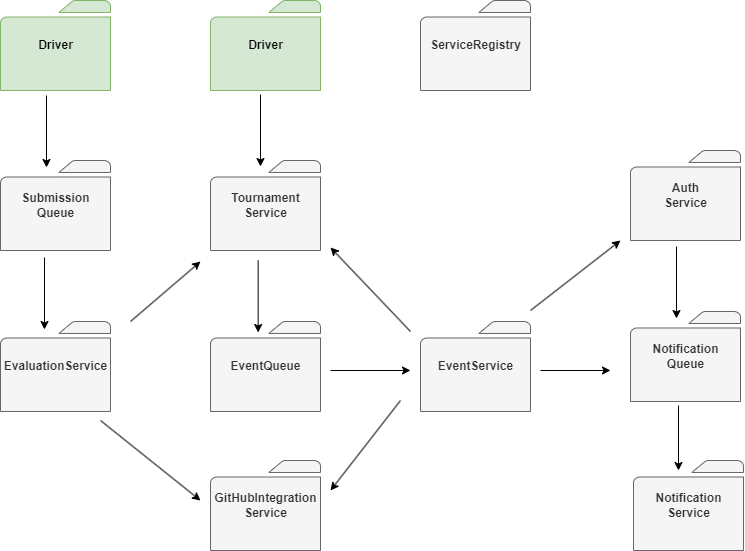 Driver
Driver
ServiceRegistry
Submission
Queue
Tournament
Service
Auth
Service
EvaluationService
EventQueue
EventService
Notification
Queue
GitHubIntegration
Service
Notification
Service